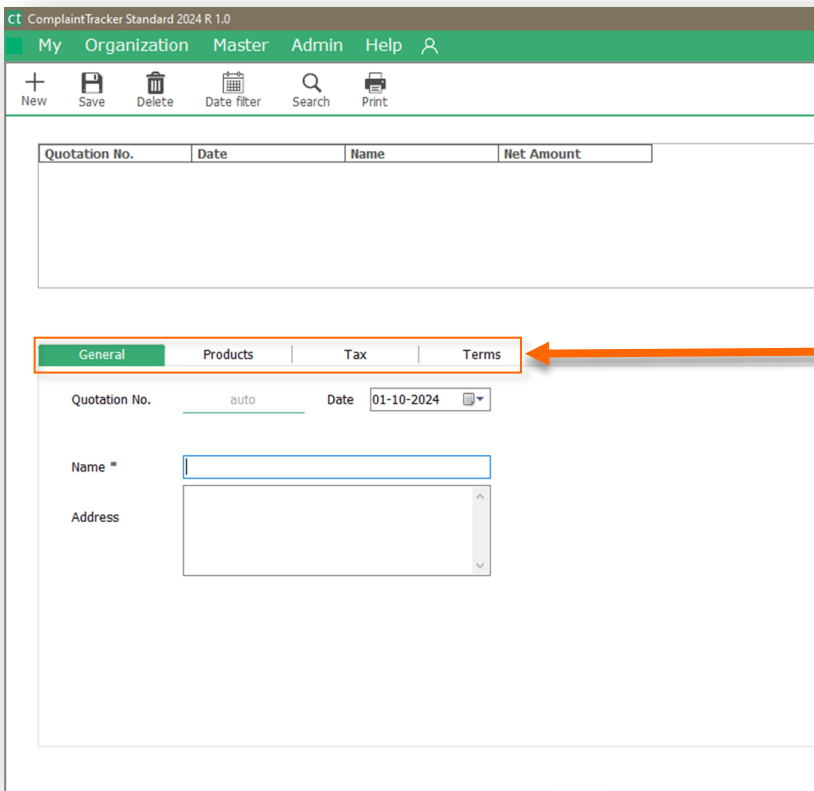 ct ComplaintTracker Standard 2024 R 1.0
My Organization Master Admin Help
New Save Delete Date filter Search Print
Quotation No. Date Name Net Amount
General Products Tax Terms
Quotation No. auto Date 01-10-2024
Name *
Address